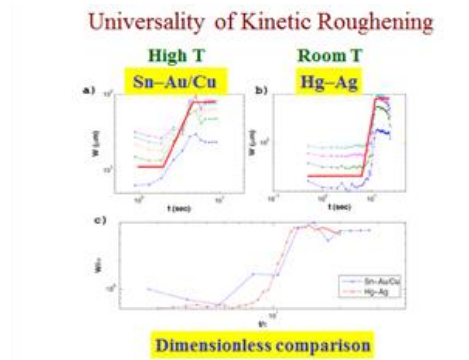 Universality of Kinetic Roughening
High T
Room T
Sn–Au/Cu
Hg–Ag
a)
b)
W (μm)
W (μm)
t (sec)
t (sec)
c)
Sn–Au/Cu
Hg–Ag
Dimensionless comparison